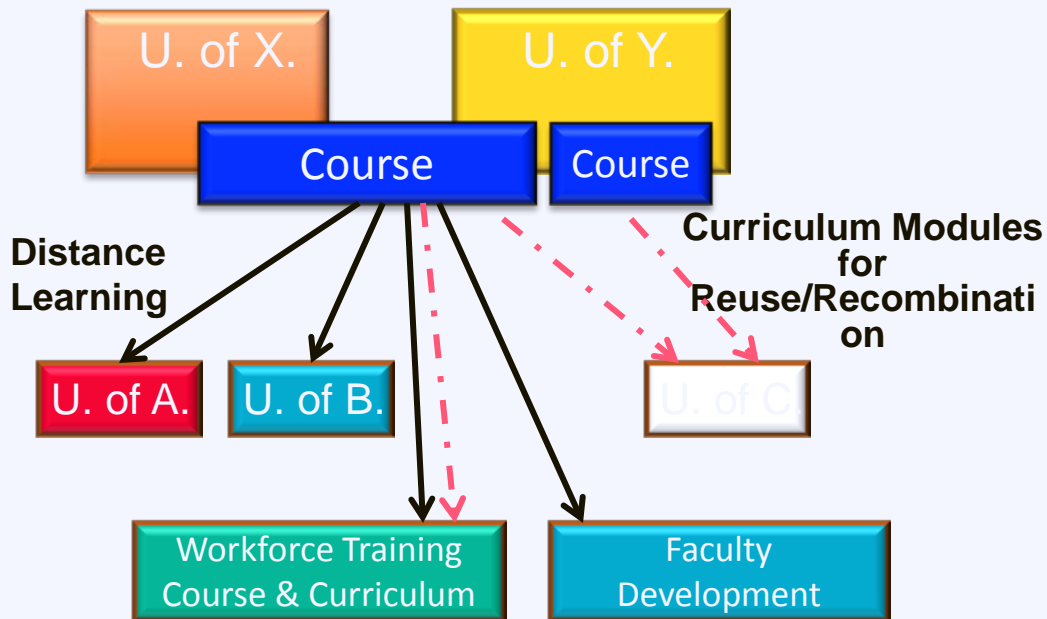 U. of X.
U. of Y.
Course
Course
Distance
Learning
Curriculum Modules
for
Reuse/Recombinati
on
U. of A.
U. of B.
U. of C.
Workforce Training
Course & Curriculum
Faculty
Development